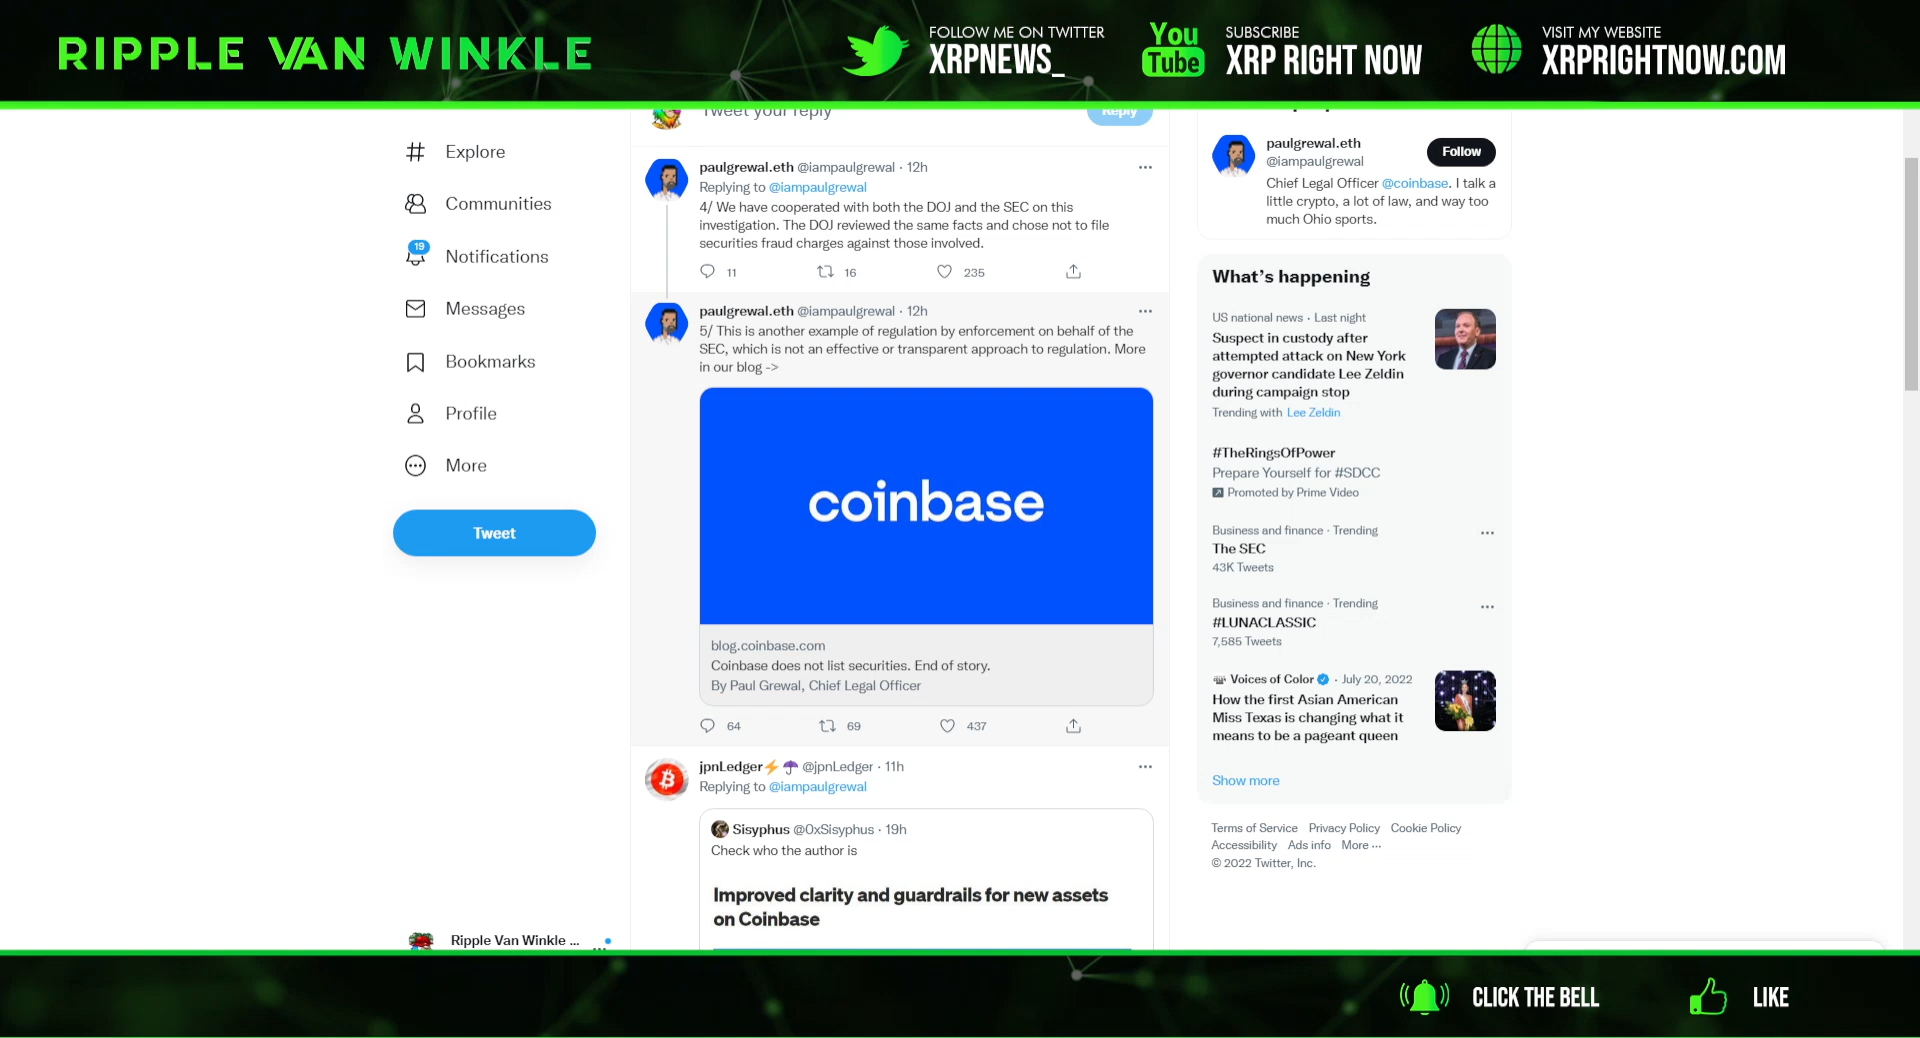 RIPPLE VAN WINKLE
FOLLOW ME ON TWITTER
XRPNEWS_
You
Tube
SUBSCRIBE
XRP RIGHT NOW
VISIT MY WEBSITE
XRPRIGHTNOW.COM
Explore
Communities
19
Notifications
Messages
Bookmarks
Profile
More
Tweet
Ripple Van Winkle ...
Tweet your reply
Reply
paulgrewal.eth @iampaulgrewal · 12h
Replying to @iampaulgrewal
4/ We have cooperated with both the DOJ and the SEC on this
investigation. The DOJ reviewed the same facts and chose not to file
securities fraud charges against those involved.
11 16 235
paulgrewal.eth @iampaulgrewal · 12h
5/ This is another example of regulation by enforcement on behalf of the
SEC, which is not an effective or transparent approach to regulation. More
in our blog ->
coinbase
blog.coinbase.com
Coinbase does not list securities. End of story.
By Paul Grewal, Chief Legal Officer
64 69 437
jpnLedger⚡☂ @jpnLedger · 11h
Replying to @iampaulgrewal
Sisyphus @0xSisyphus · 19h
Check who the author is
Improved clarity and guardrails for new assets
on Coinbase
paulgrewal.eth
@iampaulgrewal
Follow
Chief Legal Officer @coinbase. I talk a
little crypto, a lot of law, and way too
much Ohio sports.
What's happening
US national news · Last night
Suspect in custody after
attempted attack on New York
governor candidate Lee Zeldin
during campaign stop
Trending with Lee Zeldin
#TheRingsOfPower
Prepare Yourself for #SDCC
Promoted by Prime Video
Business and finance · Trending
The SEC
43K Tweets
Business and finance · Trending
#LUNACLASSIC
7,585 Tweets
Voices of Color · July 20, 2022
How the first Asian American
Miss Texas is changing what it
means to be a pageant queen
Show more
Terms of Service Privacy Policy Cookie Policy
Accessibility Ads info More ···
© 2022 Twitter, Inc.
CLICK THE BELL
LIKE